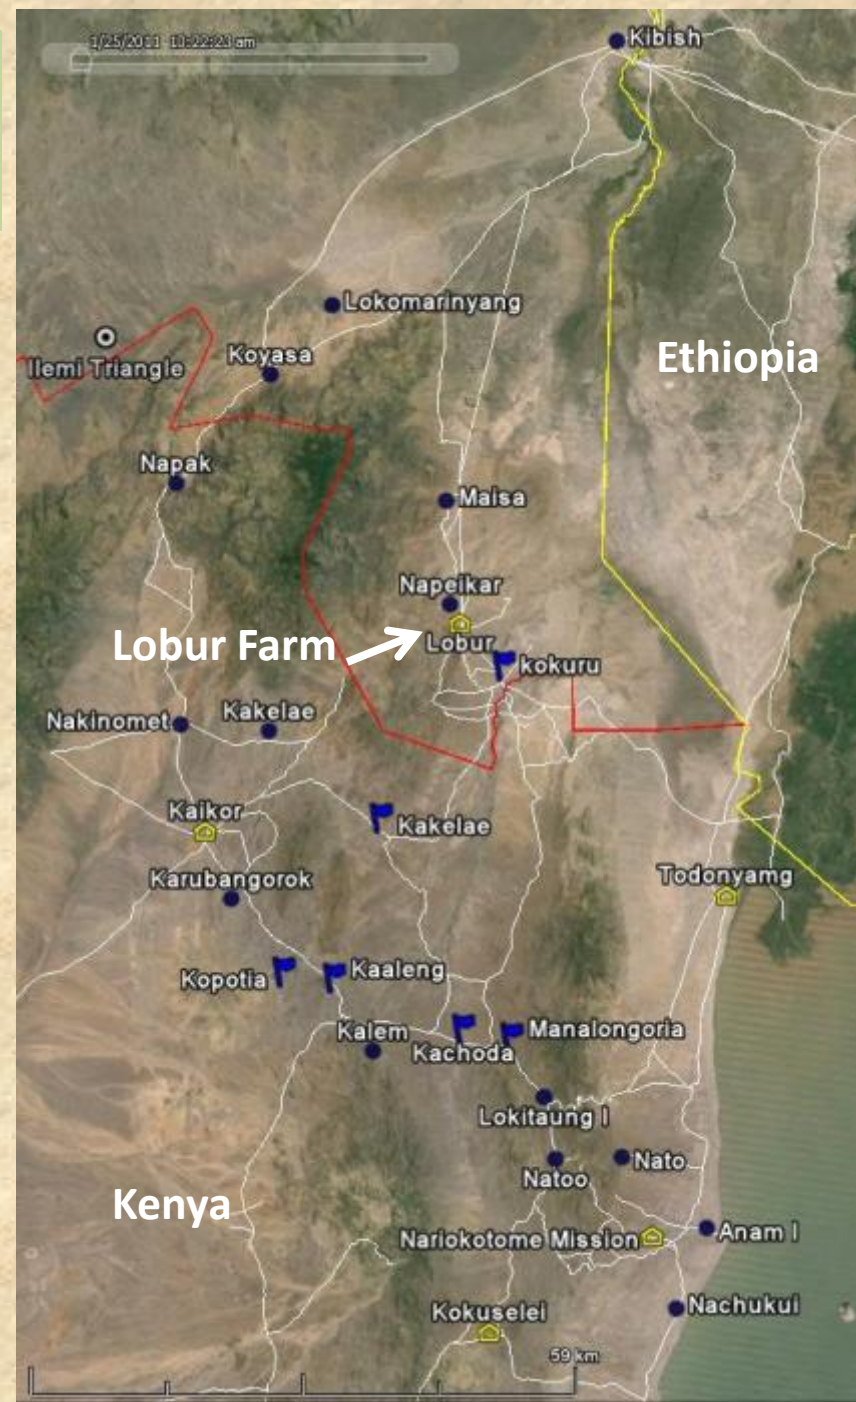 1/25/2011 10:22:23 am
Kibish
Lokomarinyang
Ilemi Triangle
Koyasa
Ethiopia
Napak
Maisa
Napeikar
Lobur Farm
Lobur
kokuru
Nakinomet
Kakelae
Kaikor
Kakelae
Karubangorok
Todonyamg
Kopotia
Kaaleng
Kalem
Kachoda
Manalongoria
Lokitaung I
Natoo
Nato
Kenya
Nariokotome Mission
Anam I
Kokuselei
Nachukui
59 km